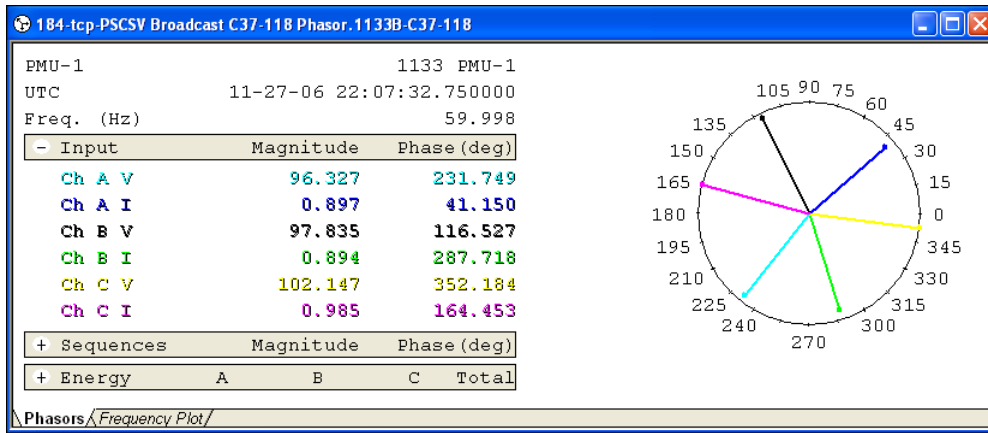 184-tcp-PSCSV Broadcast C37-118 Phasor.1133B-C37-118
PMU-1 1133 PMU-1
UTC 11-27-06 22:07:32.750000
Freq. (Hz) 59.998
- Input Magnitude Phase(deg)
Ch A V 96.327 231.749
Ch A I 0.897 41.150
Ch B V 97.835 116.527
Ch B I 0.894 287.718
Ch C V 102.147 352.184
Ch C I 0.985 164.453
+ Sequences Magnitude Phase(deg)
+ Energy A B C Total
105 90 75
60
135 45
150 30
165 15
180 0
195 345
210 330
225 315
240 300
270
Phasors Frequency Plot